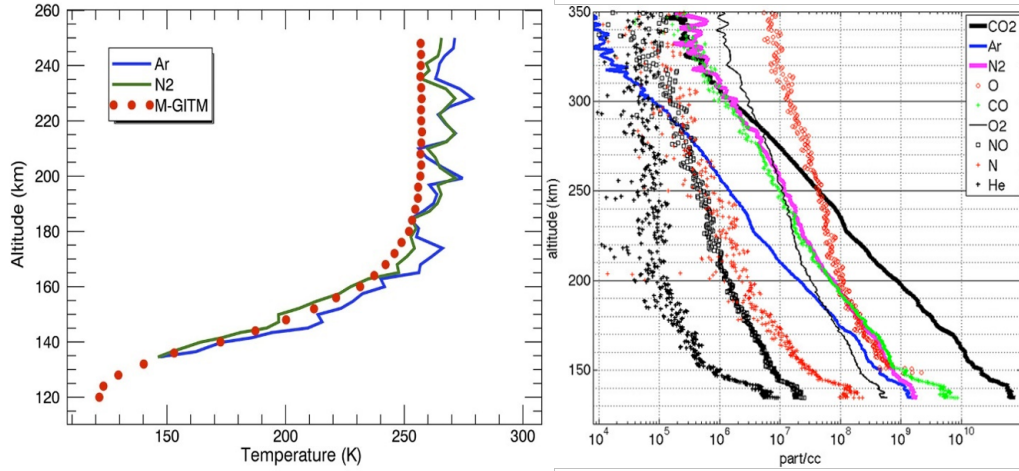 260
240
220
200
180
160
140
120
Altitude (km)
Ar
N2
M-GITM
150
200
250
300
Temperature (K)
350
300
250
200
150
altitude (km)
CO2
Ar
N2
O
CO
O2
NO
N
He
10^4
10^5
10^6
10^7
10^8
10^9
10^10
part/cc